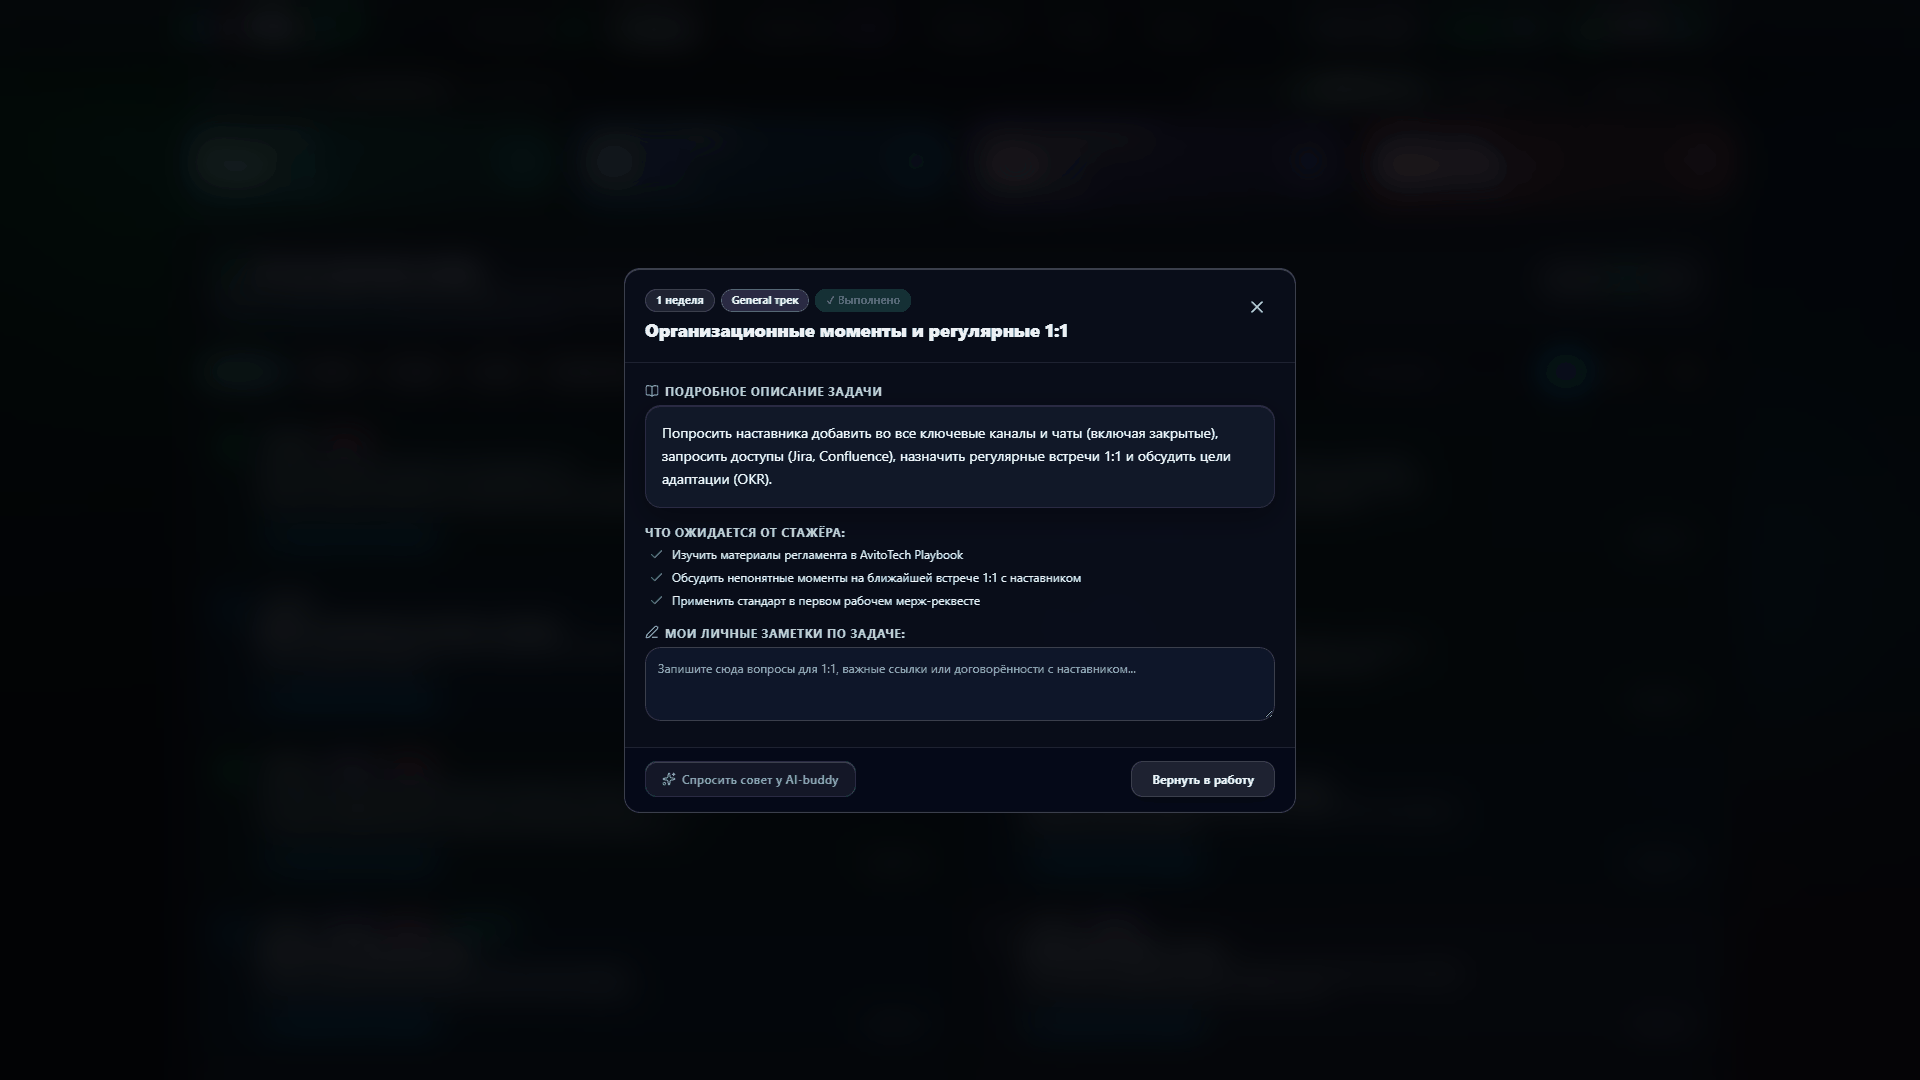 1 неделя General трек ✓ Выполнено
Организационные моменты и регулярные 1:1
ПОДРОБНОЕ ОПИСАНИЕ ЗАДАЧИ
Попросить наставника добавить во все ключевые каналы и чаты (включая закрытые),
запросить доступы (Jira, Confluence), назначить регулярные встречи 1:1 и обсудить цели
адаптации (OKR).
ЧТО ОЖИДАЕТСЯ ОТ СТАЖЁРА:
Изучить материалы регламента в AvitoTech Playbook
Обсудить непонятные моменты на ближайшей встрече 1:1 с наставником
Применить стандарт в первом рабочем мерж-реквесте
МОИ ЛИЧНЫЕ ЗАМЕТКИ ПО ЗАДАЧЕ:
Запишите сюда вопросы для 1:1, важные ссылки или договорённости с наставником...
Спросить совет у AI-buddy
Вернуть в работу